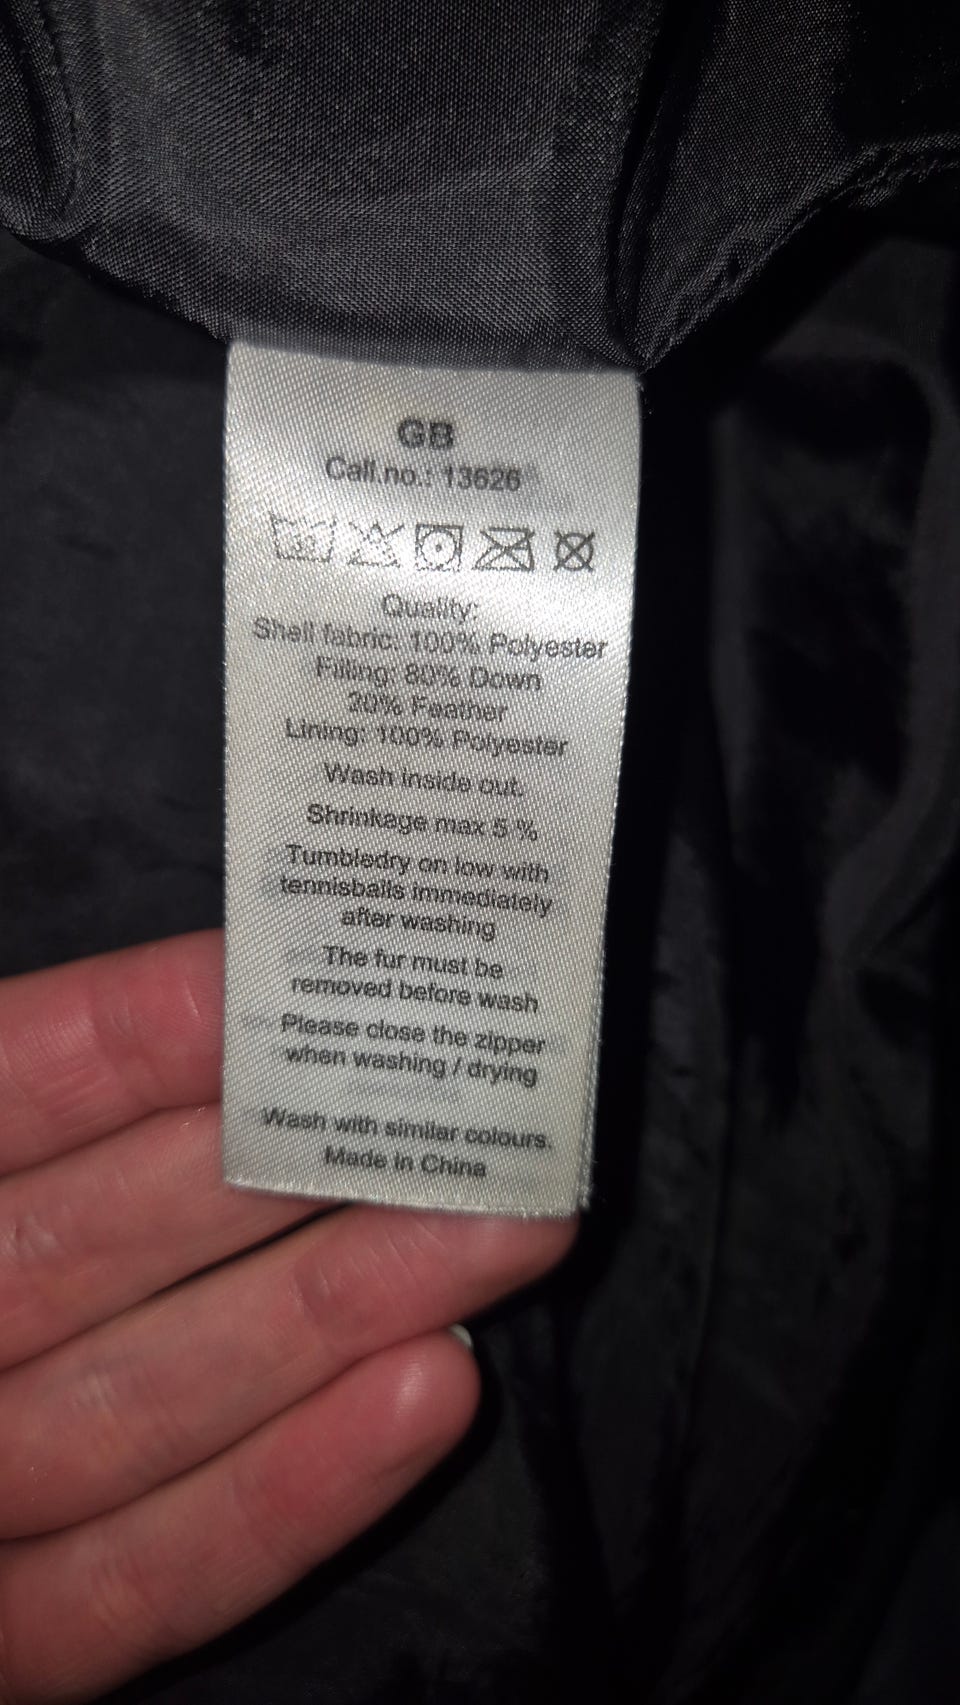 GB
Call.no.: 13626
Quality:
Shell fabric: 100% Polyester
Filling: 80% Down
20% Feather
Lining: 100% Polyester
Wash inside out.
Shrinkage max 5 %
Tumbledry on low with
tennisballs immediately
after washing
The fur must be
removed before wash
Please close the zipper
when washing / drying
Wash with similar colours.
Made in China